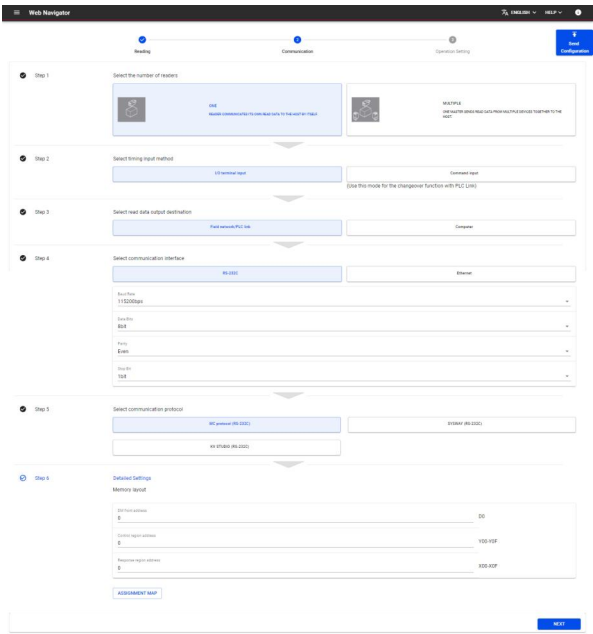 Web Navigator
ENGLISH
HELP
Reading
2
Communication
3
Operation Setting
Send
Configuration
Step 1
Select the number of readers
ONE
READER COMMUNICATES ITS OWN READ DATA TO THE HOST BY ITSELF
MULTIPLE
ONE MASTER SENDS READ DATA FROM MULTIPLE DEVICES TOGETHER TO THE
HOST
Step 2
Select timing input method
I/O terminal input
Command input
(Use this mode for the changeover function with PLC Link)
Step 3
Select read data output destination
Field network/PLC link
Computer
Step 4
Select communication interface
RS-232C
Ethernet
Baud Rate
115200bps
Data Bits
8bit
Parity
Even
Stop Bit
1bit
Step 5
Select communication protocol
MC protocol (RS-232C)
SYSWAY (RS-232C)
KV STUDIO (RS-232C)
Step 6
Detailed Settings
Memory layout
DM front address
0
D0
Control region address
0
Y00-Y0F
Response region address
0
X00-X0F
ASSIGNMENT MAP
NEXT